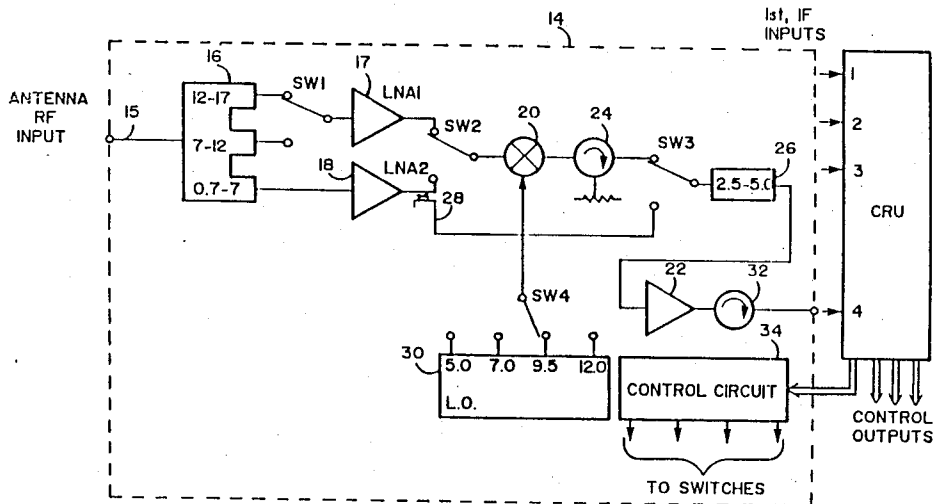 14
1st, IF
INPUTS
16
17
12-17
SW1
LNA1
1
ANTENNA
RF
INPUT
15
SW2
20
24
2
7-12
SW3
26
3
18
LNA2
0.7-7
28
2.5-5.0
CRU
22
32
SW4
4
34
30
5.0
7.0
9.5
12.0
L.O.
CONTROL CIRCUIT
CONTROL
OUTPUTS
TO SWITCHES